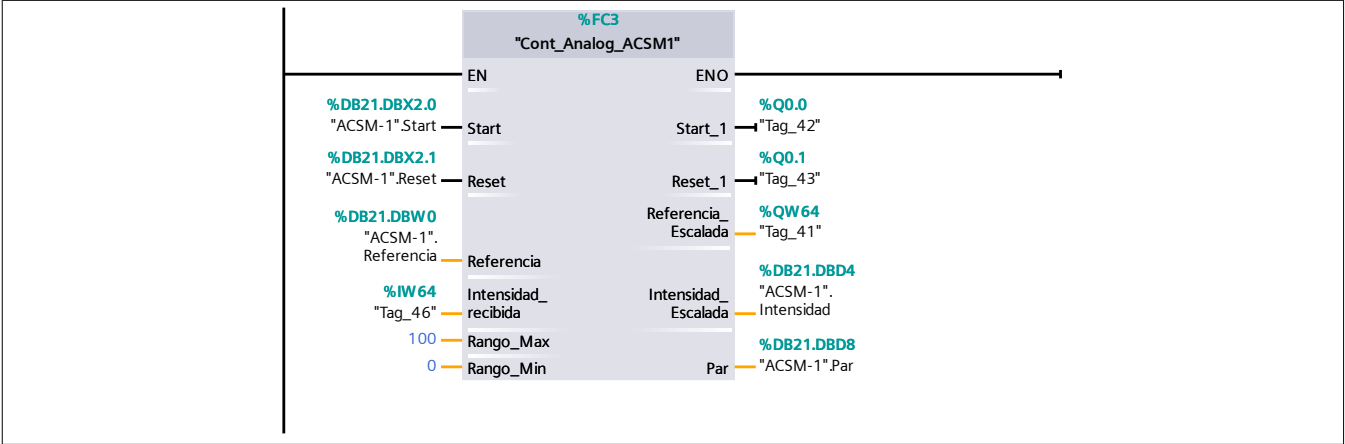 %FC3
"Cont_Analog_ACSM1"
EN ENO
%DB21.DBX2.0 %Q0.0
"ACSM-1".Start Start Start_1 "Tag_42"
%DB21.DBX2.1 %Q0.1
"ACSM-1".Reset Reset Reset_1 "Tag_43"
%DB21.DBW0
"ACSM-1".
Referencia Referencia
Referencia_ %QW64
Escalada "Tag_41"
%IW64
"Tag_46" Intensidad_
recibida
Intensidad_
Escalada
%DB21.DBD4
"ACSM-1".
Intensidad
100 Rango_Max
0 Rango_Min
%DB21.DBD8
Par "ACSM-1".Par